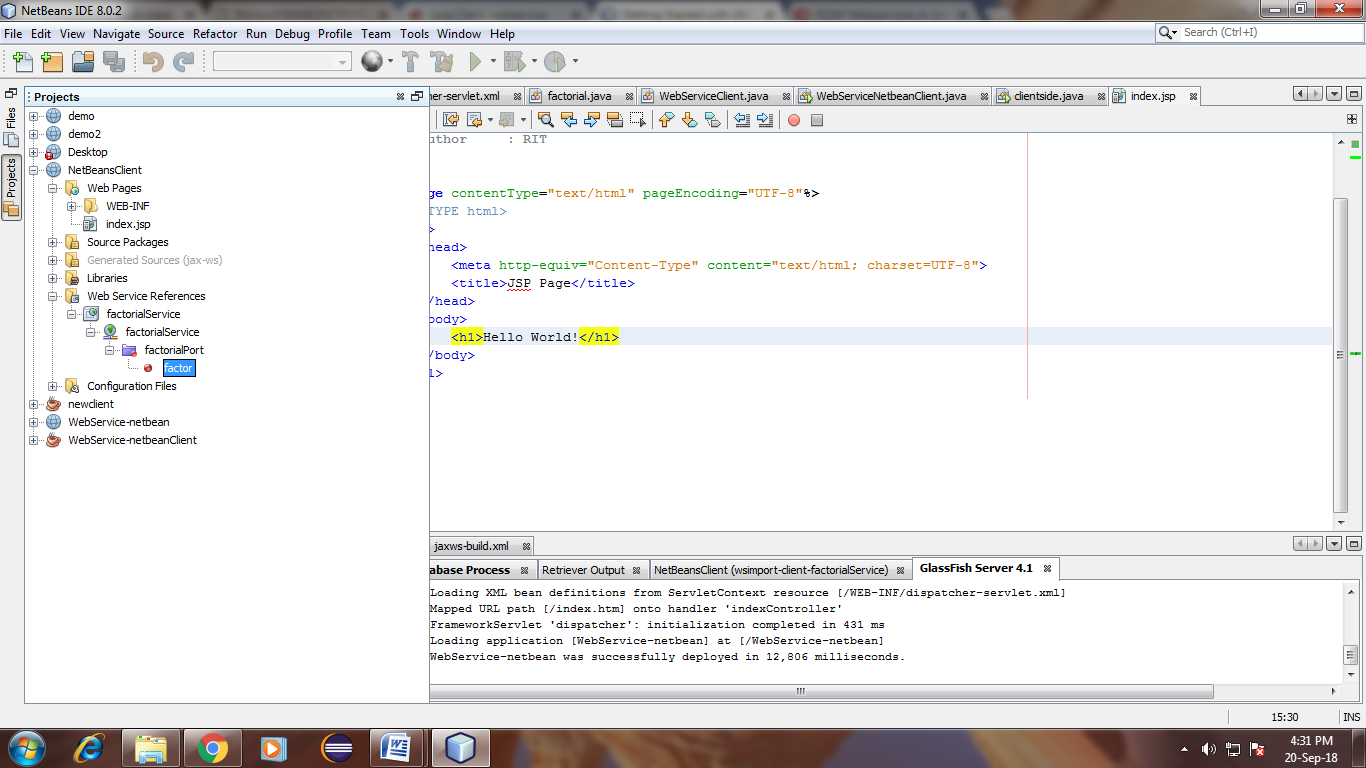 NetBeans IDE 8.0.2
File Edit View Navigate Source Refactor Run Debug Profile Team Tools Window Help
Search (Ctrl+I)
Files
Projects
Projects
demo
demo2
Desktop
NetBeansClient
Web Pages
WEB-INF
index.jsp
Source Packages
Generated Sources (jax-ws)
Libraries
Web Service References
factorialService
factorialService
factorialPort
factor
Configuration Files
newclient
WebService-netbean
WebService-netbeanClient
her-servlet.xml factorial.java WebServiceClient.java WebServiceNetbeanClient.java clientside.java index.jsp
uthor : RIT
ge contentType="text/html" pageEncoding="UTF-8"%>
TYPE html>
>
head>
<meta http-equiv="Content-Type" content="text/html; charset=UTF-8">
<title>JSP Page</title>
/head>
body>
<h1>Hello World!</h1>
/body>
l>
jaxws-build.xml
abase Process Retriever Output NetBeansClient (wsimport-client-factorialService) GlassFish Server 4.1
Loading XML bean definitions from ServletContext resource [/WEB-INF/dispatcher-servlet.xml]
Mapped URL path [/index.htm] onto handler 'indexController'
FrameworkServlet 'dispatcher': initialization completed in 431 ms
Loading application [WebService-netbean] at [/WebService-netbean]
WebService-netbean was successfully deployed in 12,806 milliseconds.
15:30 INS
4:31 PM
20-Sep-18